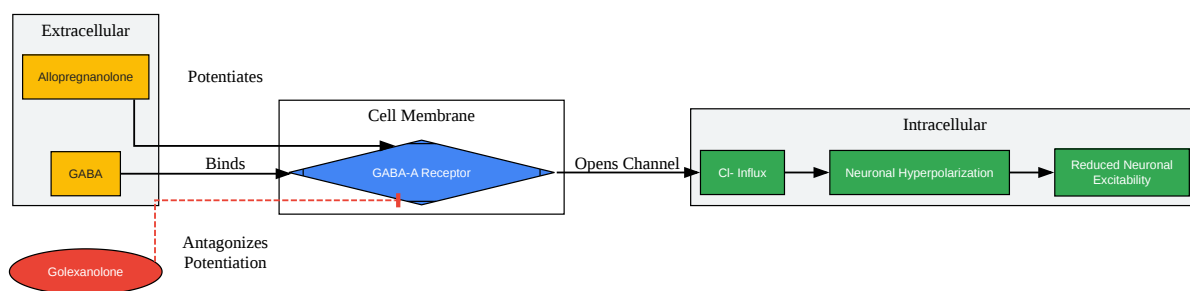 Extracellular
Allopregnanolone
Potentiates
Cell Membrane
Intracellular
GABA
Binds
GABA-A Receptor
Opens Channel
Cl- Influx
Neuronal Hyperpolarization
Reduced Neuronal
Excitability
Antagonizes
Potentiation
Golexanolone